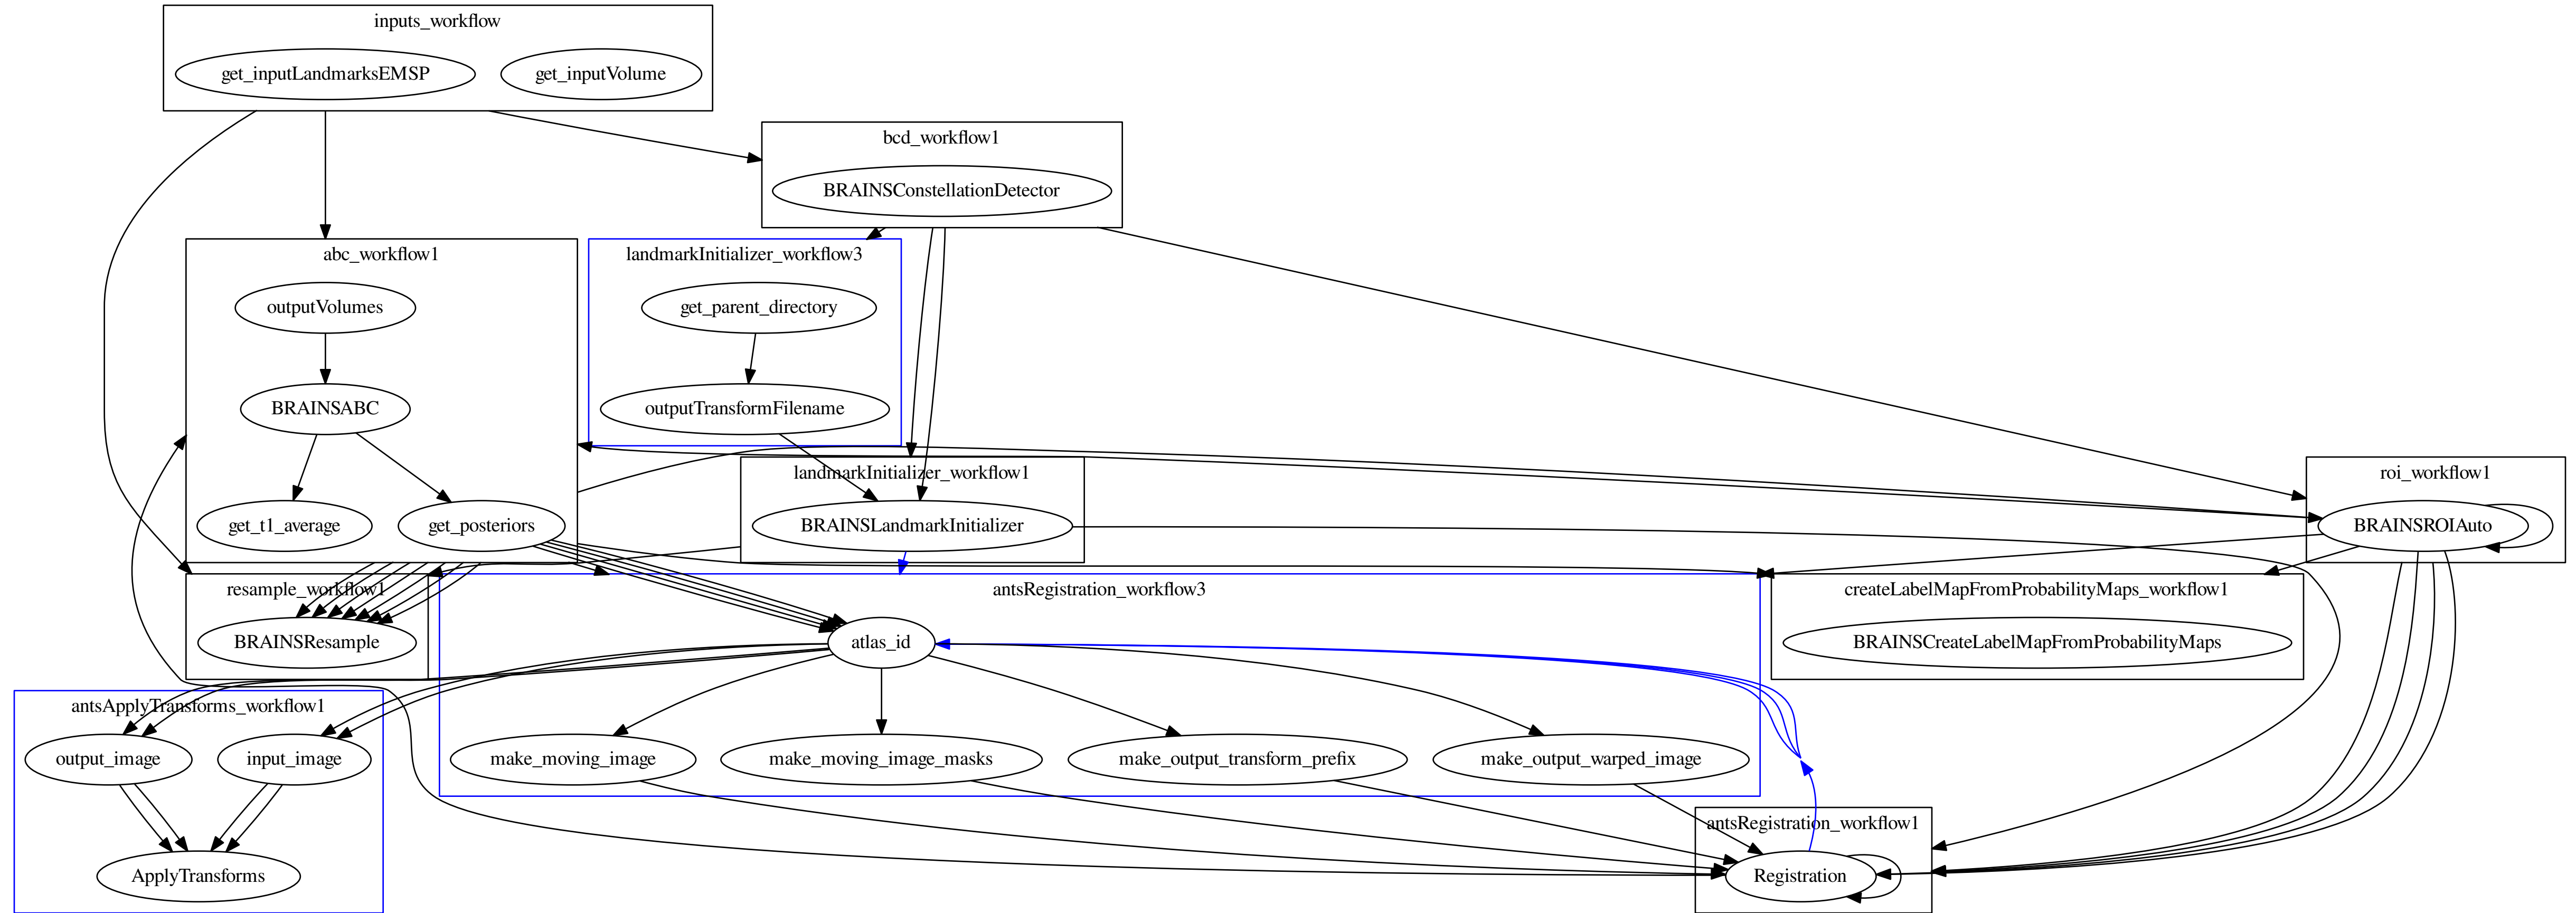 inputs_workflow
get_inputLandmarksEMSP
get_inputVolume
bcd_workflow1
BRAINSConstellationDetector
abc_workflow1
landmarkInitializer_workflow3
outputVolumes
get_parent_directory
BRAINSABC
outputTransformFilename
landmarkInitializer_workflow1
roi_workflow1
get_t1_average
get_posteriors
BRAINSLandmarkInitializer
BRAINSROIAuto
resample_workflow1
antsRegistration_workflow3
createLabelMapFromProbabilityMaps_workflow1
BRAINSResample
atlas_id
BRAINSCreateLabelMapFromProbabilityMaps
antsApplyTransforms_workflow1
output_image
input_image
make_moving_image
make_moving_image_masks
make_output_transform_prefix
make_output_warped_image
antsRegistration_workflow1
ApplyTransforms
Registration